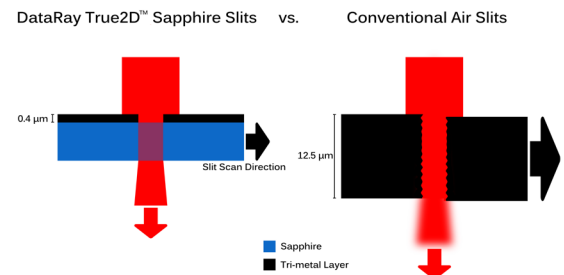 DataRay True2D™ Sapphire Slits vs. Conventional Air Slits
0.4 µm
12.5 µm
Slit Scan Direction
Sapphire
Tri-metal Layer